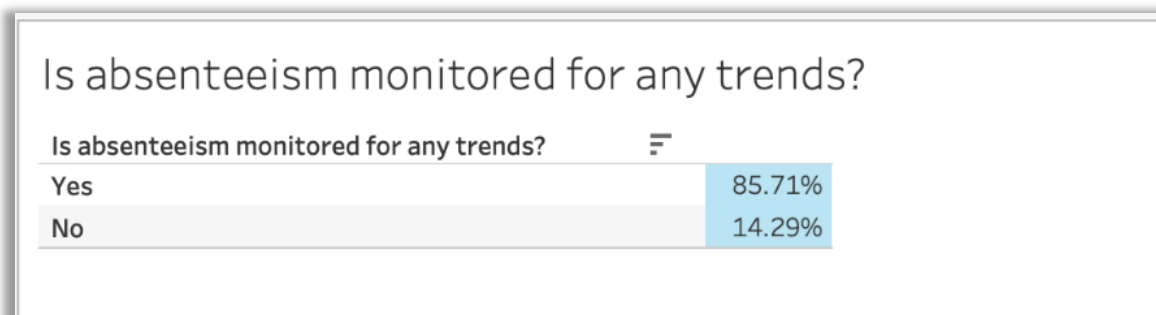 Is absenteeism monitored for any trends?
Is absenteeism monitored for any trends?
Yes 85.71%
No 14.29%